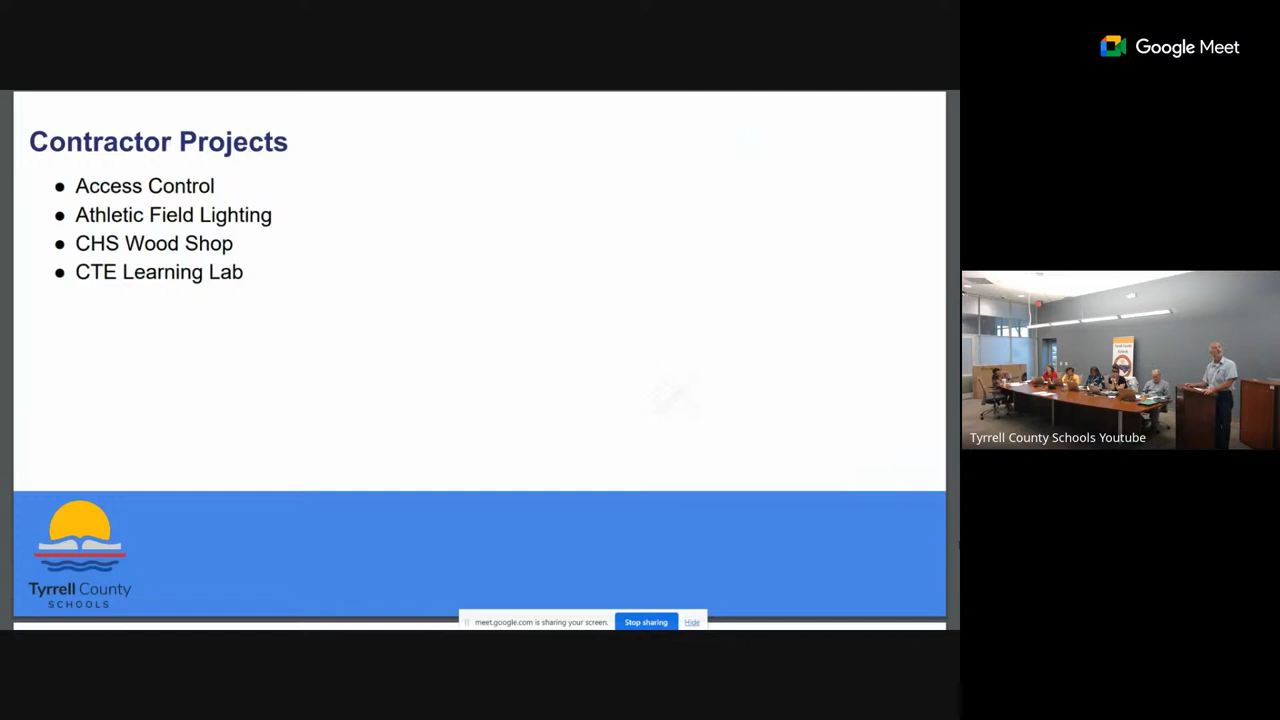 Google Meet
Contractor Projects
● Access Control
● Athletic Field Lighting
● CHS Wood Shop
● CTE Learning Lab
Tyrrell County
SCHOOLS
meet.google.com is sharing your screen.
Stop sharing
Hide
Tyrrell County Schools Youtube